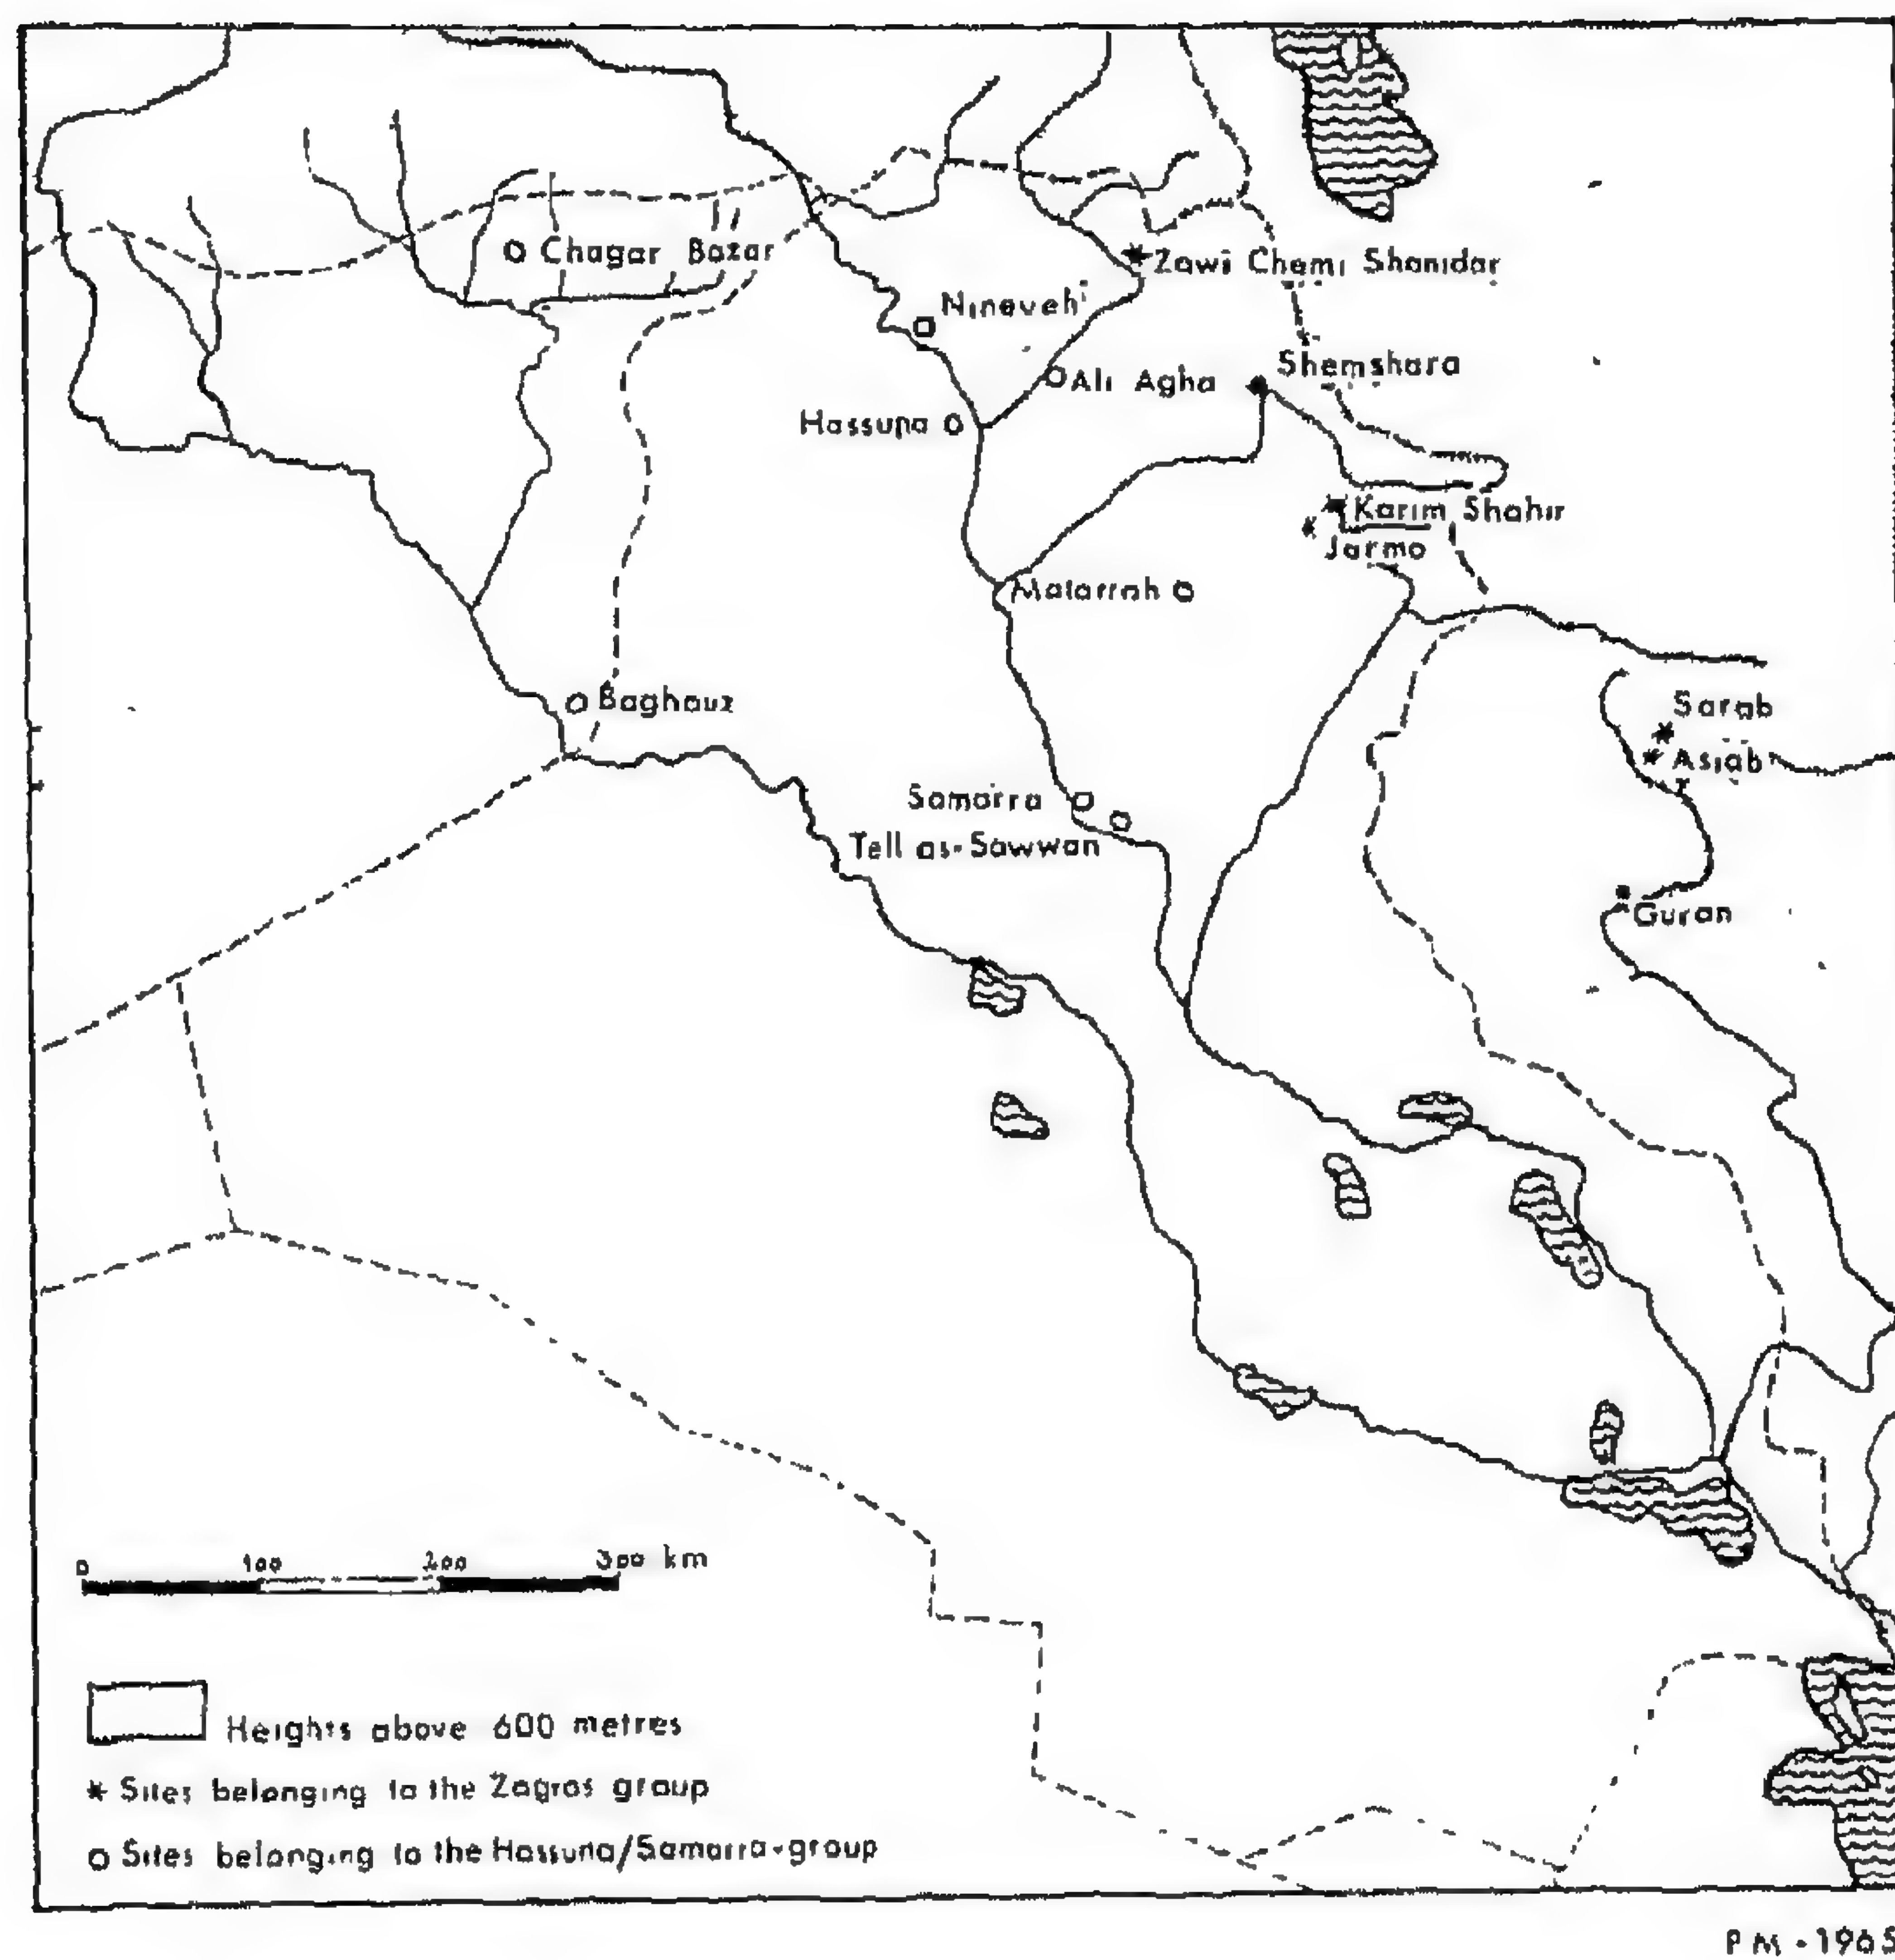 Chagar Bazar
Zawi Chemi Shanidar
Nineveh
Shemshara
Ali Agha
Hassuna
Karim Shahir
Jarmo
Matarrah
Baghouz
Sarab
Asiab
Samarra
Tell as-Sawwan
Guran
0 100 200 300 km
Heights above 600 metres
* Sites belonging to the Zagros group
o Sites belonging to the Hassuna/Samarra-group
PM-1965